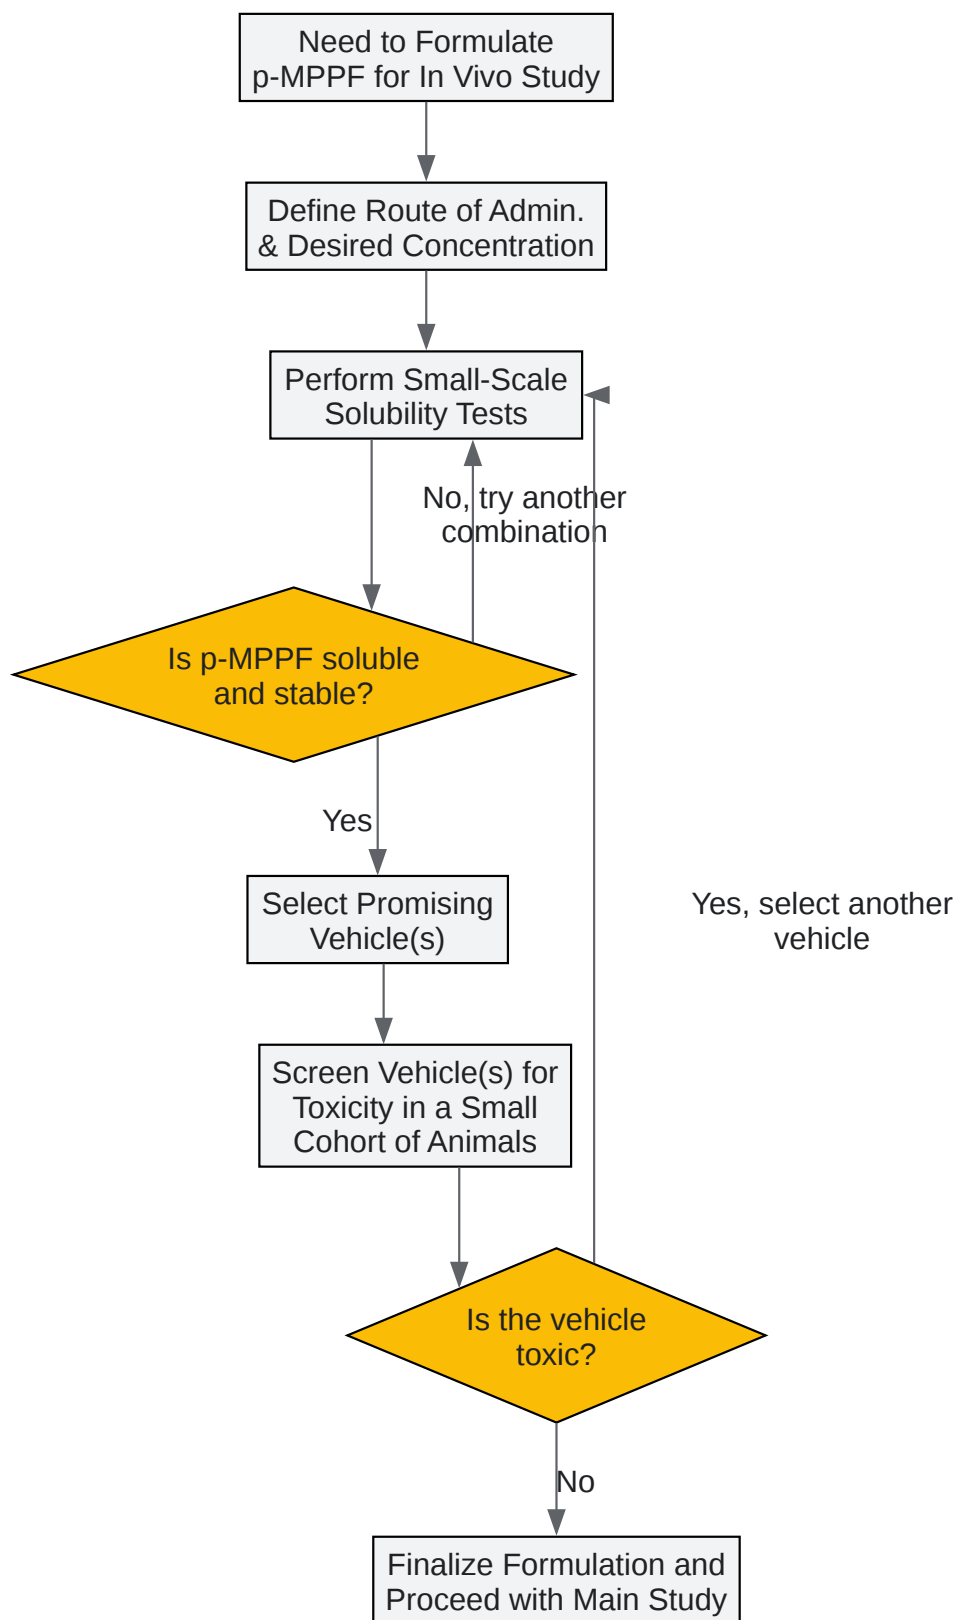 Need to Formulate
p-MPPF for In Vivo Study
Define Route of Admin.
& Desired Concentration
Perform Small-Scale
Solubility Tests
No, try another
combination
Is p-MPPF soluble
and stable?
Yes
Select Promising
Vehicle(s)
Yes, select another
vehicle
Screen Vehicle(s) for
Toxicity in a Small
Cohort of Animals
Is the vehicle
toxic?
No
Finalize Formulation and
Proceed with Main Study